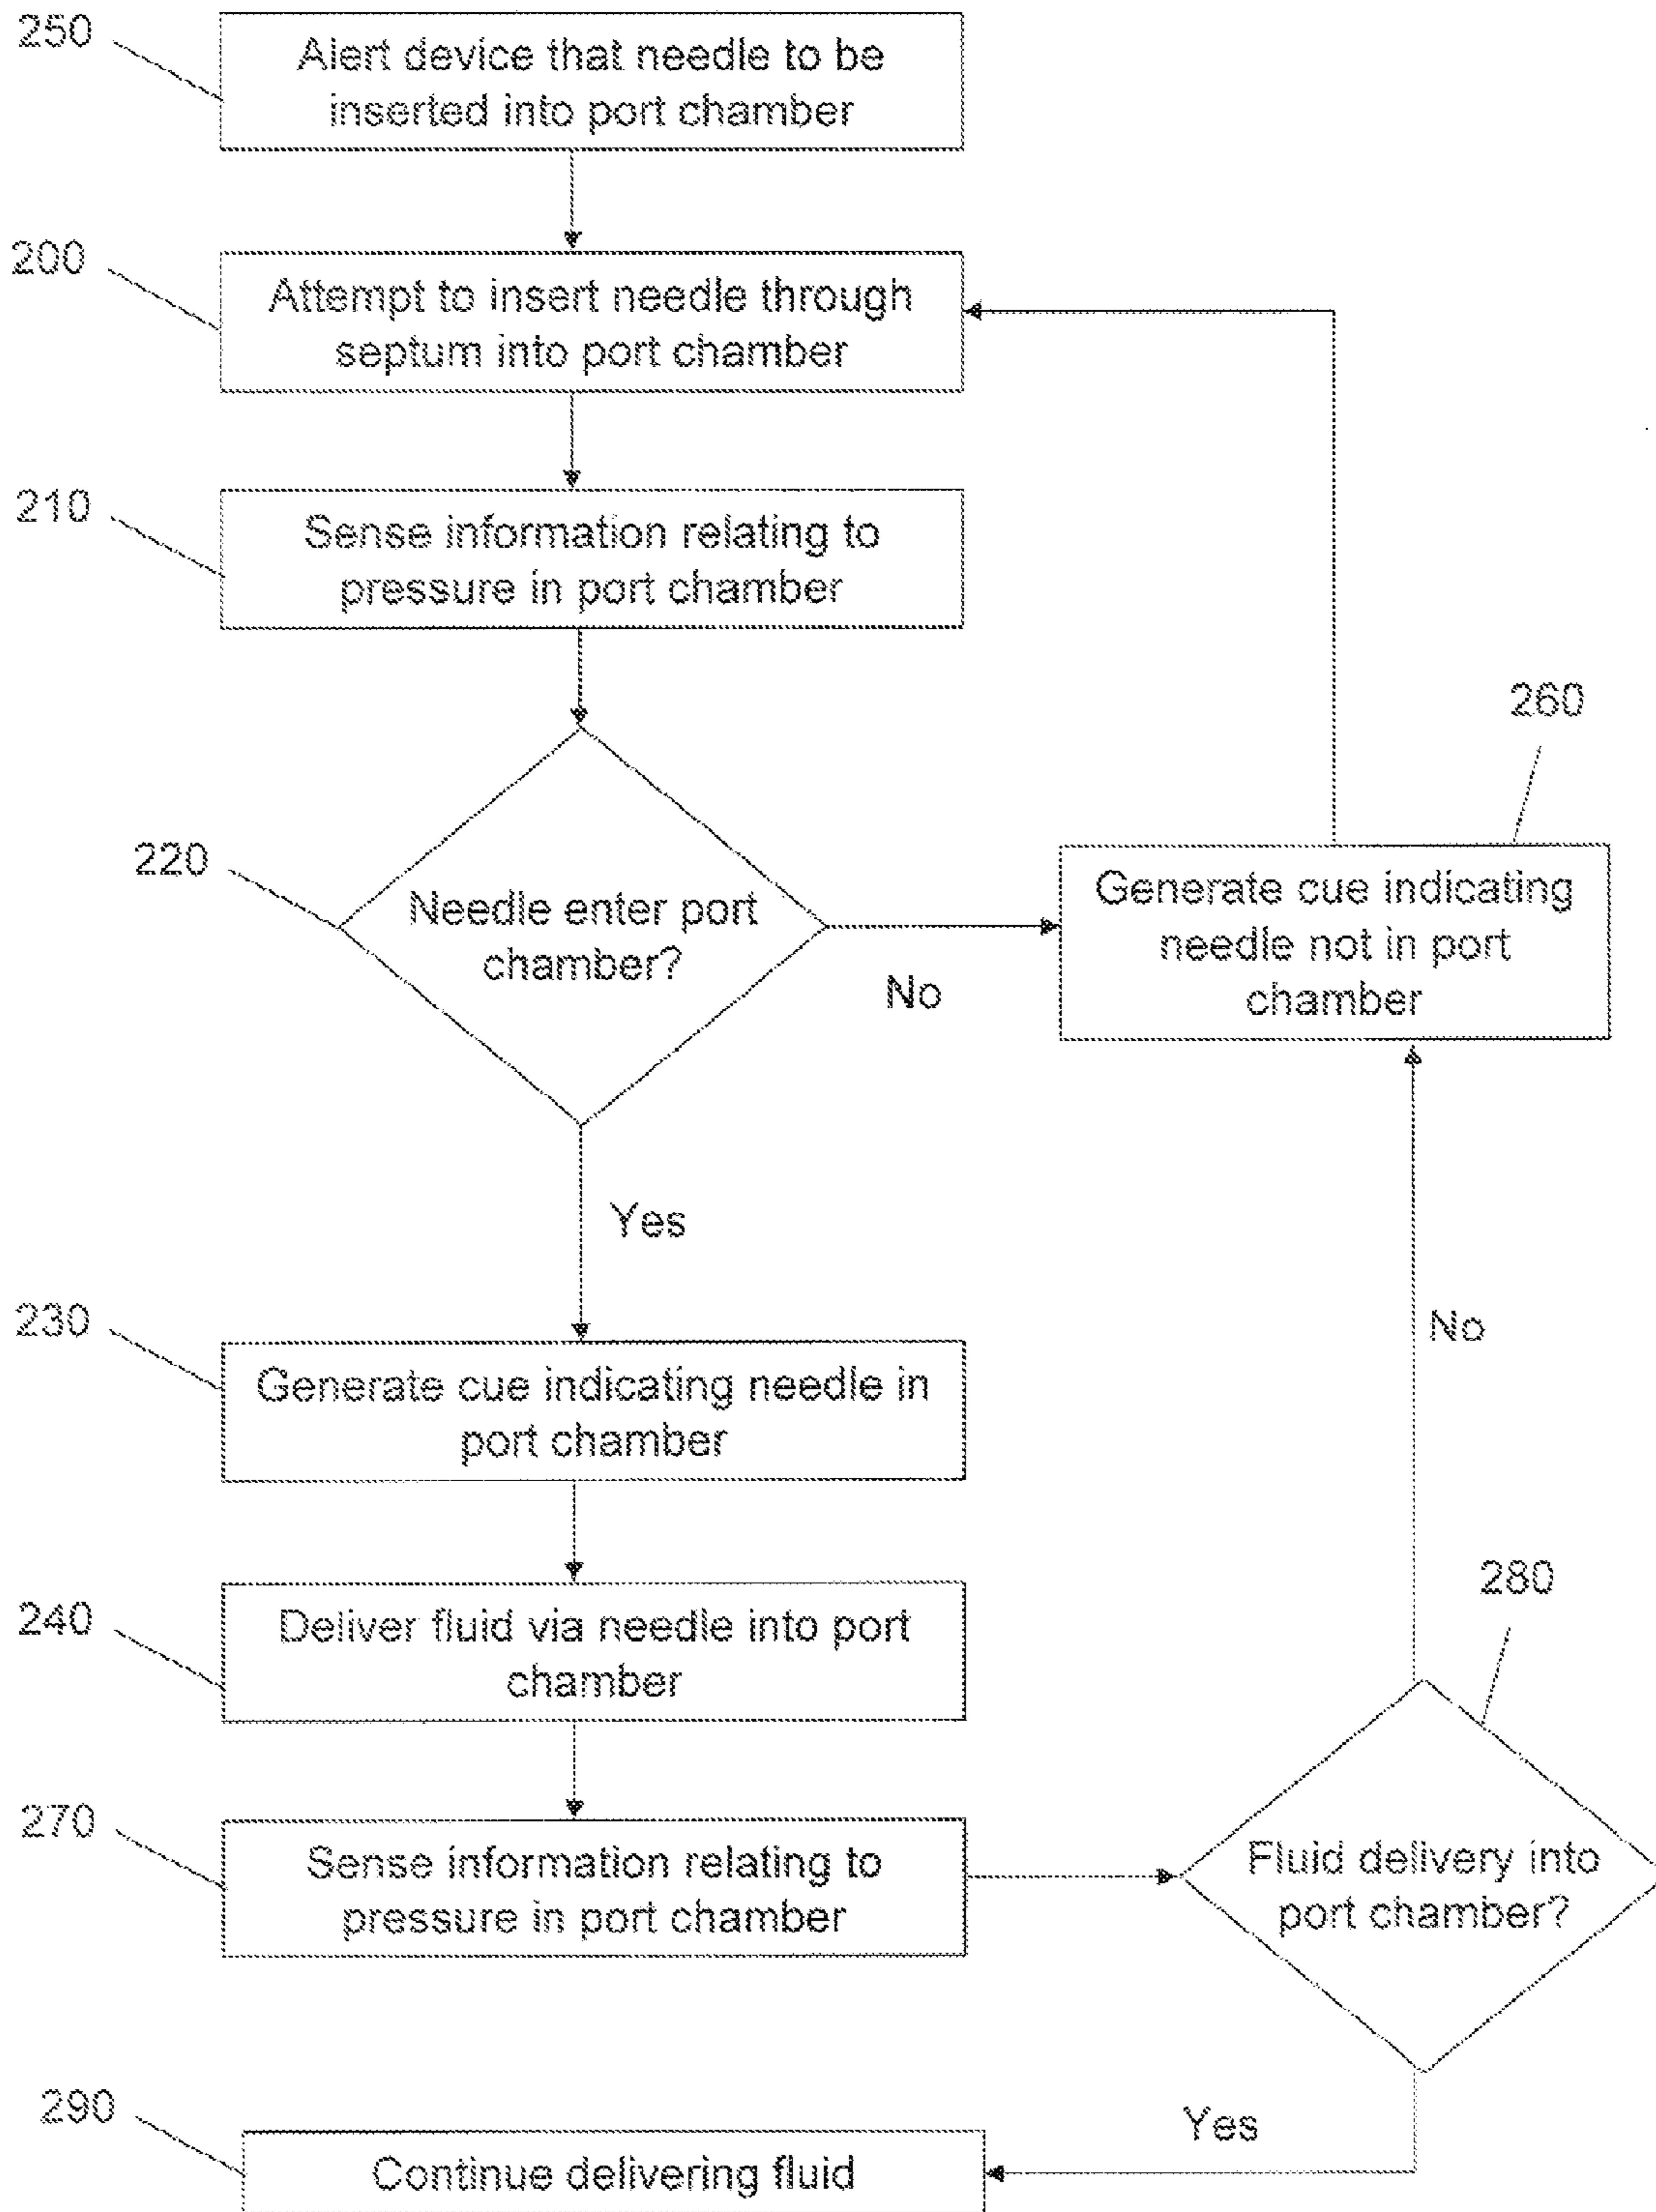 250
Alert device that needle to be
inserted into port chamber
200
Attempt to insert needle through
septum into port chamber
210
Sense information relating to
pressure in port chamber
260
220
Needle enter port
chamber?
Generate cue indicating
needle not in port
chamber
No
Yes
230
Generate cue indicating needle in
port chamber
No
240
Deliver fluid via needle into port
chamber
280
270
Sense information relating to
pressure in port chamber
Fluid delivery into
port chamber?
290
Yes
Continue delivering fluid